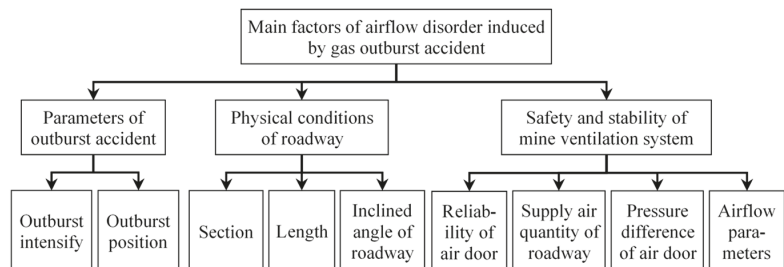 Main factors of airflow disorder induced
by gas outburst accident
Parameters of
outburst accident
Physical conditions
of roadway
Safety and stability of
mine ventilation system
Outburst
intensify
Outburst
position
Section
Length
Inclined
angle of
roadway
Reliab-
ility of
air door
Supply air
quantity of
roadway
Pressure
difference
of air door
Airflow
para-
meters